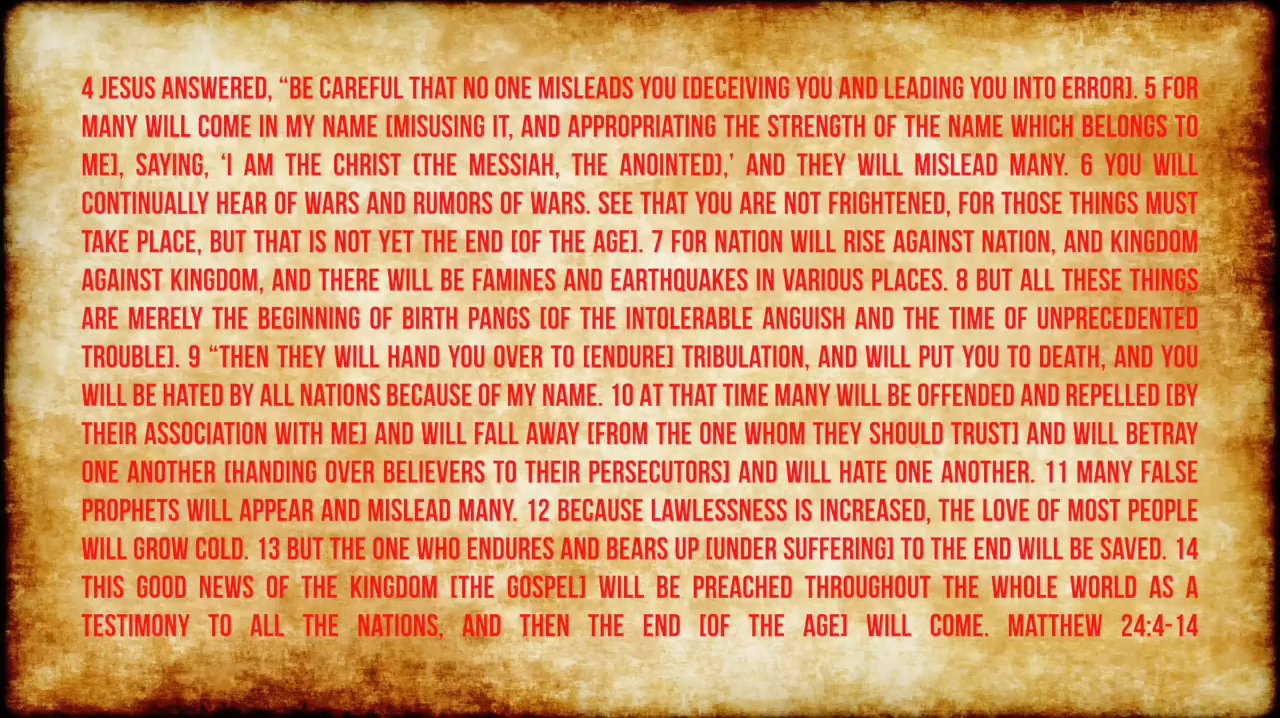 4 JESUS ANSWERED, “BE CAREFUL THAT NO ONE MISLEADS YOU [DECEIVING YOU AND LEADING YOU INTO ERROR]. 5 FOR
MANY WILL COME IN MY NAME [MISUSING IT, AND APPROPRIATING THE STRENGTH OF THE NAME WHICH BELONGS TO
ME], SAYING, ‘I AM THE CHRIST (THE MESSIAH, THE ANOINTED),’ AND THEY WILL MISLEAD MANY. 6 YOU WILL
CONTINUALLY HEAR OF WARS AND RUMORS OF WARS. SEE THAT YOU ARE NOT FRIGHTENED, FOR THOSE THINGS MUST
TAKE PLACE, BUT THAT IS NOT YET THE END [OF THE AGE]. 7 FOR NATION WILL RISE AGAINST NATION, AND KINGDOM
AGAINST KINGDOM, AND THERE WILL BE FAMINES AND EARTHQUAKES IN VARIOUS PLACES. 8 BUT ALL THESE THINGS
ARE MERELY THE BEGINNING OF BIRTH PANGS [OF THE INTOLERABLE ANGUISH AND THE TIME OF UNPRECEDENTED
TROUBLE]. 9 “THEN THEY WILL HAND YOU OVER TO [ENDURE] TRIBULATION, AND WILL PUT YOU TO DEATH, AND YOU
WILL BE HATED BY ALL NATIONS BECAUSE OF MY NAME. 10 AT THAT TIME MANY WILL BE OFFENDED AND REPELLED [BY
THEIR ASSOCIATION WITH ME] AND WILL FALL AWAY [FROM THE ONE WHOM THEY SHOULD TRUST] AND WILL BETRAY
ONE ANOTHER [HANDING OVER BELIEVERS TO THEIR PERSECUTORS] AND WILL HATE ONE ANOTHER. 11 MANY FALSE
PROPHETS WILL APPEAR AND MISLEAD MANY. 12 BECAUSE LAWLESSNESS IS INCREASED, THE LOVE OF MOST PEOPLE
WILL GROW COLD. 13 BUT THE ONE WHO ENDURES AND BEARS UP [UNDER SUFFERING] TO THE END WILL BE SAVED. 14
THIS GOOD NEWS OF THE KINGDOM [THE GOSPEL] WILL BE PREACHED THROUGHOUT THE WHOLE WORLD AS A
TESTIMONY TO ALL THE NATIONS, AND THEN THE END [OF THE AGE] WILL COME. MATTHEW 24:4-14